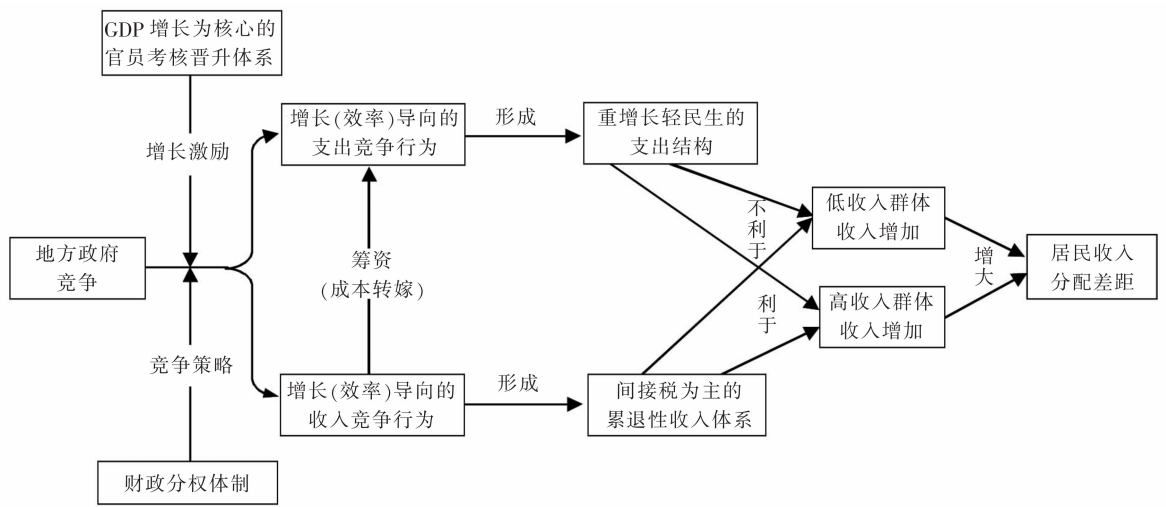 GDP 增长为核心的
官员考核晋升体系
增长激励
增长(效率)导向的
支出竞争行为
形成
重增长轻民生的
支出结构
地方政府
竞争
筹资
(成本转嫁)
不利于
利于
低收入群体
收入增加
高收入群体
收入增加
增大
居民收入
分配差距
竞争策略
增长(效率)导向的
收入竞争行为
形成
间接税为主的
累退性收入体系
财政分权体制